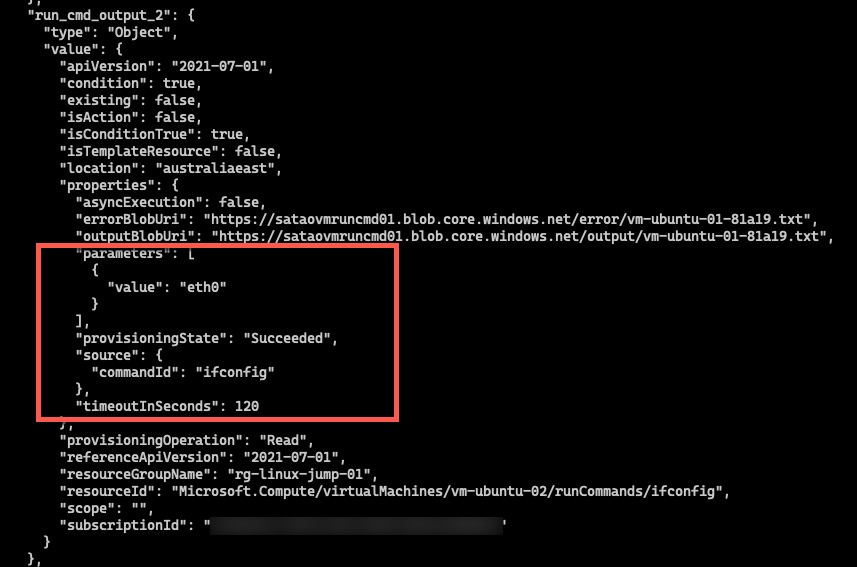 },
"run_cmd_output_2": {
"type": "Object",
"value": {
"apiVersion": "2021-07-01",
"condition": true,
"existing": false,
"isAction": false,
"isConditionTrue": true,
"isTemplateResource": false,
"location": "australiaeast",
"properties": {
"asyncExecution": false,
"errorBlobUri": "https://sataovmruncmd01.blob.core.windows.net/error/vm-ubuntu-01-81a19.txt",
"outputBlobUri": "https://sataovmruncmd01.blob.core.windows.net/output/vm-ubuntu-01-81a19.txt",
"parameters": [
{
"value": "eth0"
}
],
"provisioningState": "Succeeded",
"source": {
"commandId": "ifconfig"
},
"timeoutInSeconds": 120
},
"provisioningOperation": "Read",
"referenceApiVersion": "2021-07-01",
"resourceGroupName": "rg-linux-jump-01",
"resourceId": "Microsoft.Compute/virtualMachines/vm-ubuntu-02/runCommands/ifconfig",
"scope": "",
"subscriptionId": "
}
},